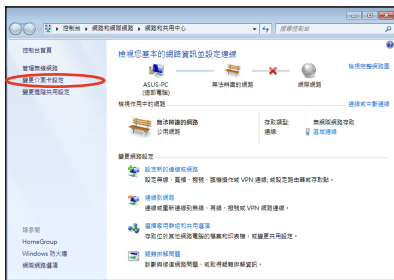 控制台 ▸ 網路和網際網路 ▸ 網路和共用中心
搜尋控制台
控制台首頁
管理無線網路
變更介面卡設定
變更進階共用設定
請參閱
HomeGroup
Windows 防火牆
網際網路選項
檢視您基本的網路資訊並設定連線
檢視完整網路圖
ASUS-PC
(這部電腦)
無法辨識的網路
網際網路
檢視作用中的網路
連線或中斷連線
無法辨識的網路
公用網路
存取類型: 無網際網路存取
連線: 區域連線
變更網路設定
設定新的連線或網路
設定無線、寬頻、撥號、臨機操作或 VPN 連線; 或設定路由器或存取點。
連線到網路
連線或重新連線到無線、有線、撥號或 VPN 網路連線。
選擇家用群組和共用選項
存取位於其他網路電腦的檔案和印表機，或變更共用設定。
疑難排解問題
診斷與修復網路問題，或取得疑難排解資訊。